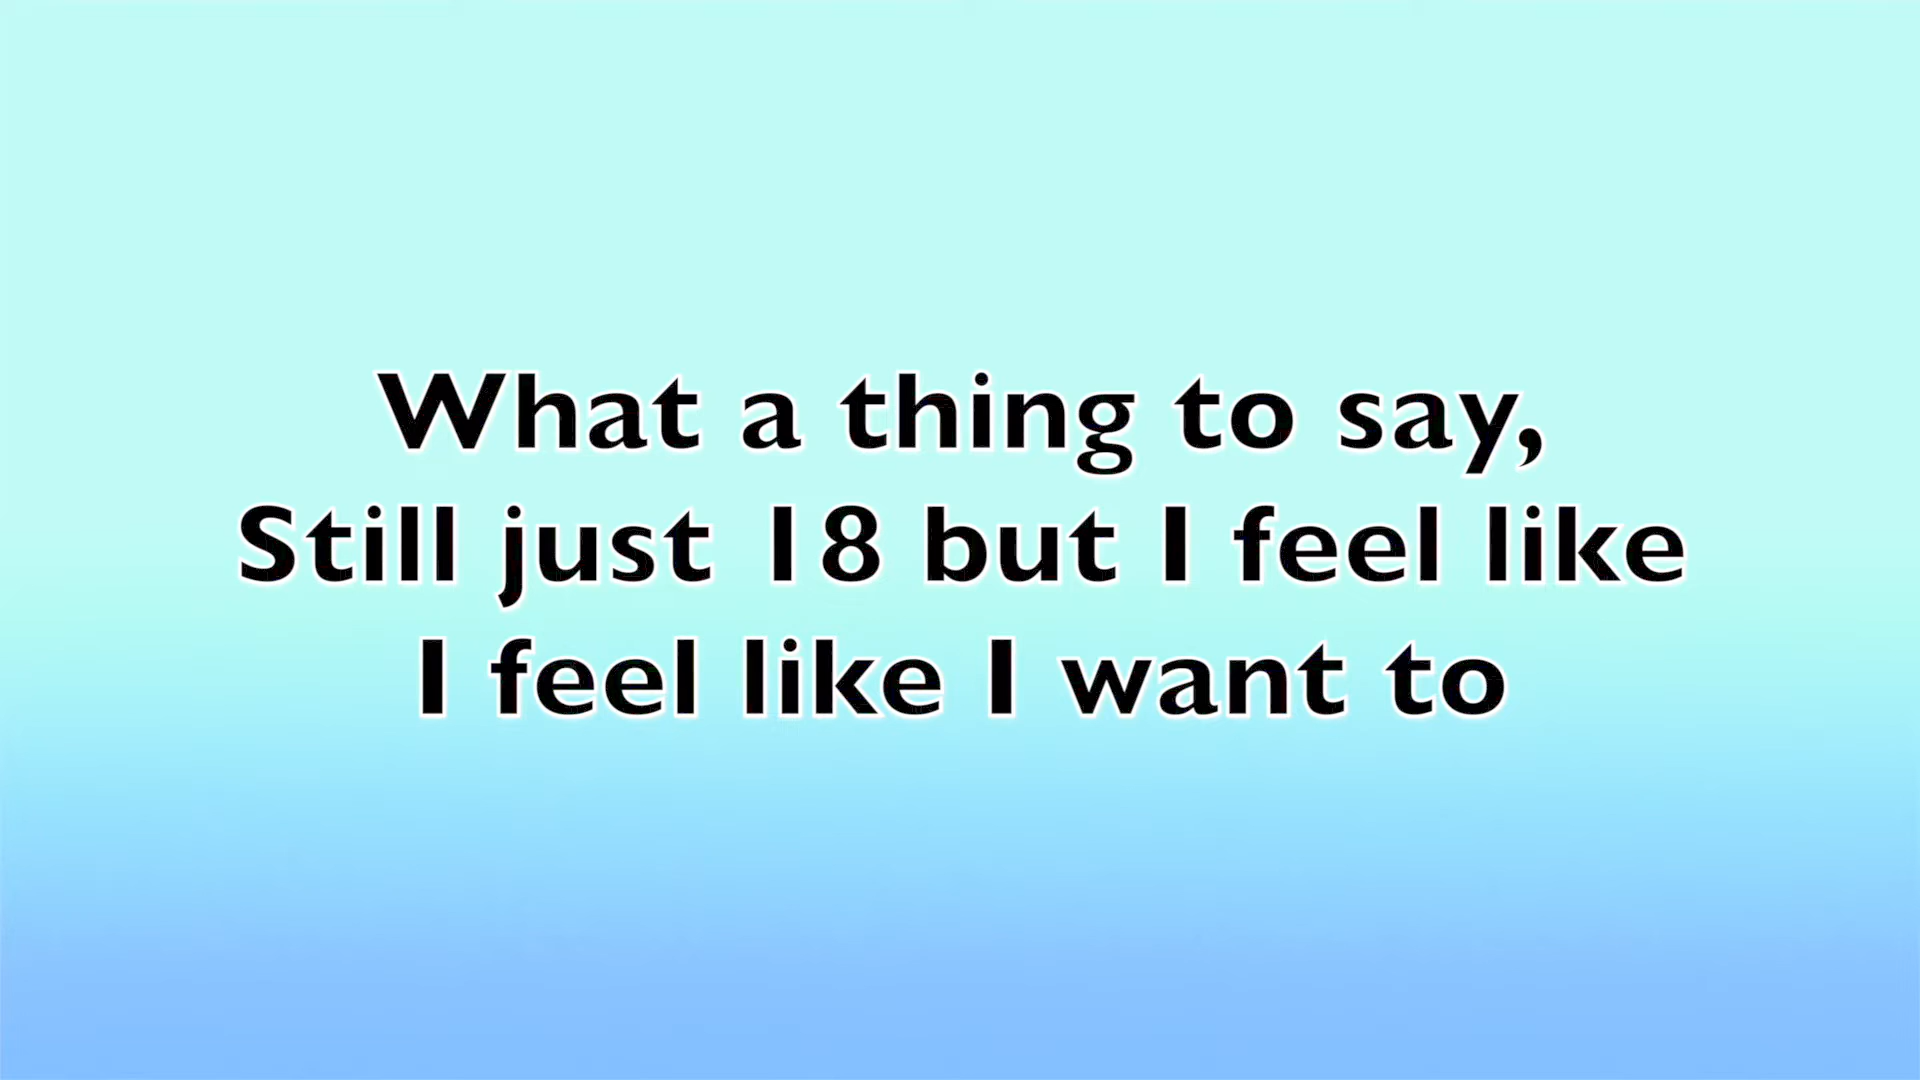 What a thing to say,
Still just 18 but I feel like
I feel like I want to